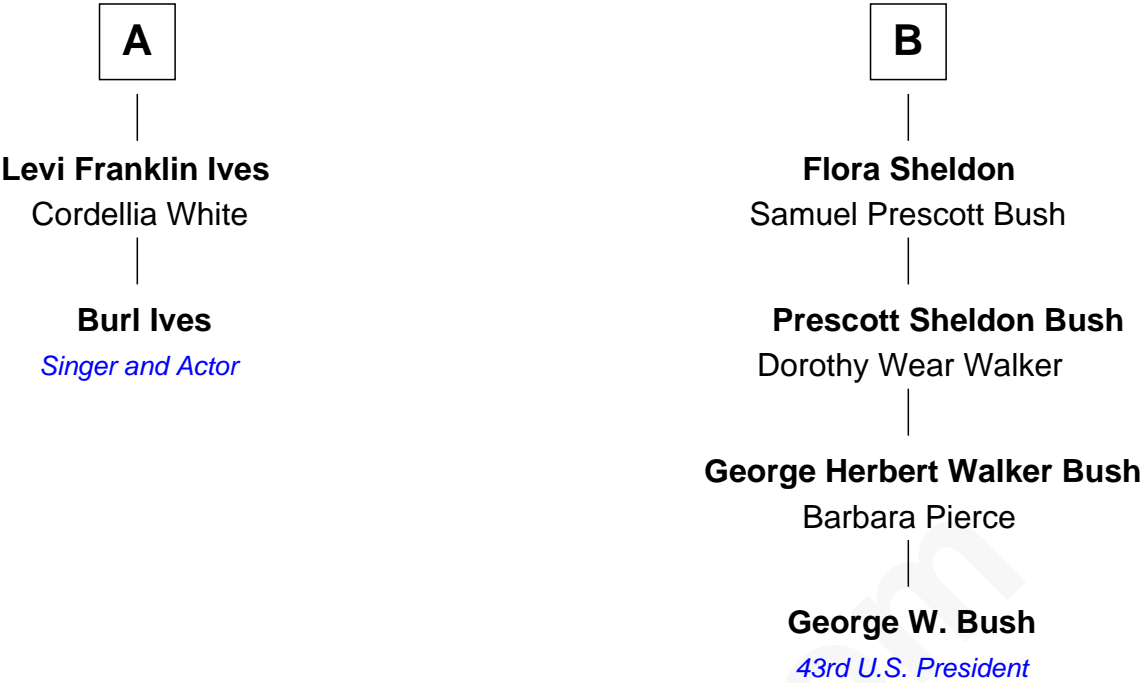 A
Levi Franklin Ives
Cordellia White
Burl Ives
Singer and Actor
B
Flora Sheldon
Samuel Prescott Bush
Prescott Sheldon Bush
Dorothy Wear Walker
George Herbert Walker Bush
Barbara Pierce
George W. Bush
43rd U.S. President